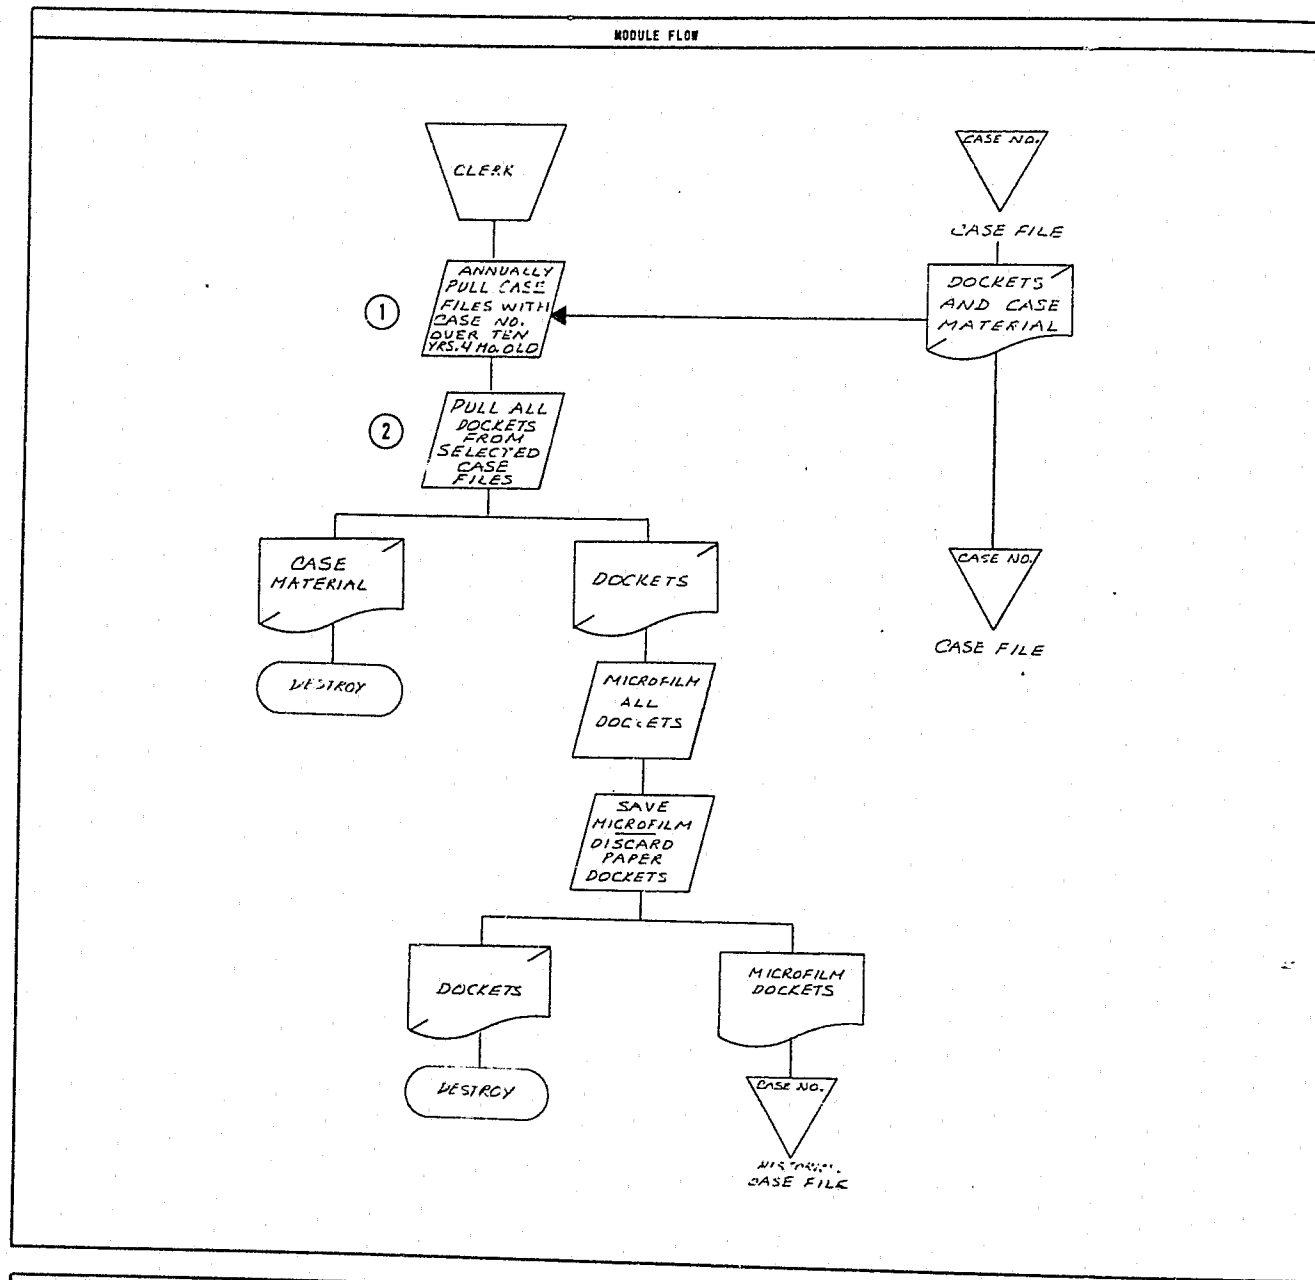 MODULE FLOW
CLERK
CASE NO.
CASE FILE
DOCKETS
AND CASE
MATERIAL
1
ANNUALLY
PULL CASE
FILES WITH
CASE NO.
OVER TEN
YRS. 4 MO. OLD
2
PULL ALL
DOCKETS
FROM
SELECTED
CASE
FILES
CASE
MATERIAL
DESTROY
DOCKETS
CASE NO.
CASE FILE
MICROFILM
ALL
DOCKETS
SAVE
MICROFILM
DISCARD
PAPER
DOCKETS
DOCKETS
DESTROY
MICROFILM
DOCKETS
CASE NO.
CASE FILE